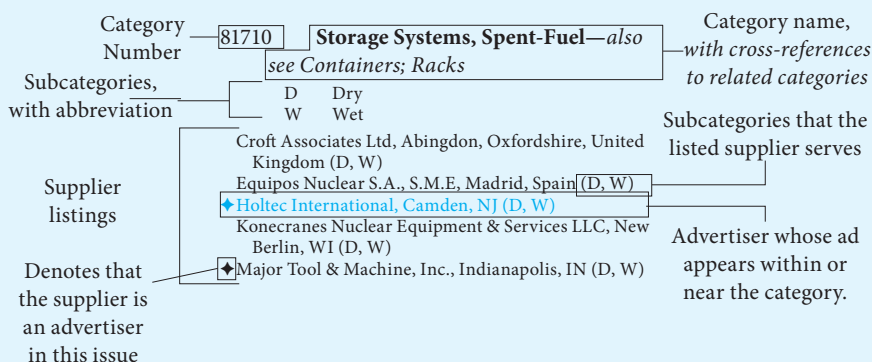 Category
Number
81710
Storage Systems, Spent-Fuel—also
see Containers; Racks
Category name,
with cross-references
to related categories
Subcategories,
with abbreviation
D Dry
W Wet
Subcategories that the
listed supplier serves
Supplier
listings
Croft Associates Ltd, Abingdon, Oxfordshire, United
Kingdom (D, W)
Equipos Nuclear S.A., S.M.E, Madrid, Spain (D, W)
✦Holtec International, Camden, NJ (D, W)
Konecranes Nuclear Equipment & Services LLC, New
Berlin, WI (D, W)
✦Major Tool & Machine, Inc., Indianapolis, IN (D, W)
Advertiser whose ad
appears within or
near the category.
Denotes that
the supplier is
an advertiser
in this issue